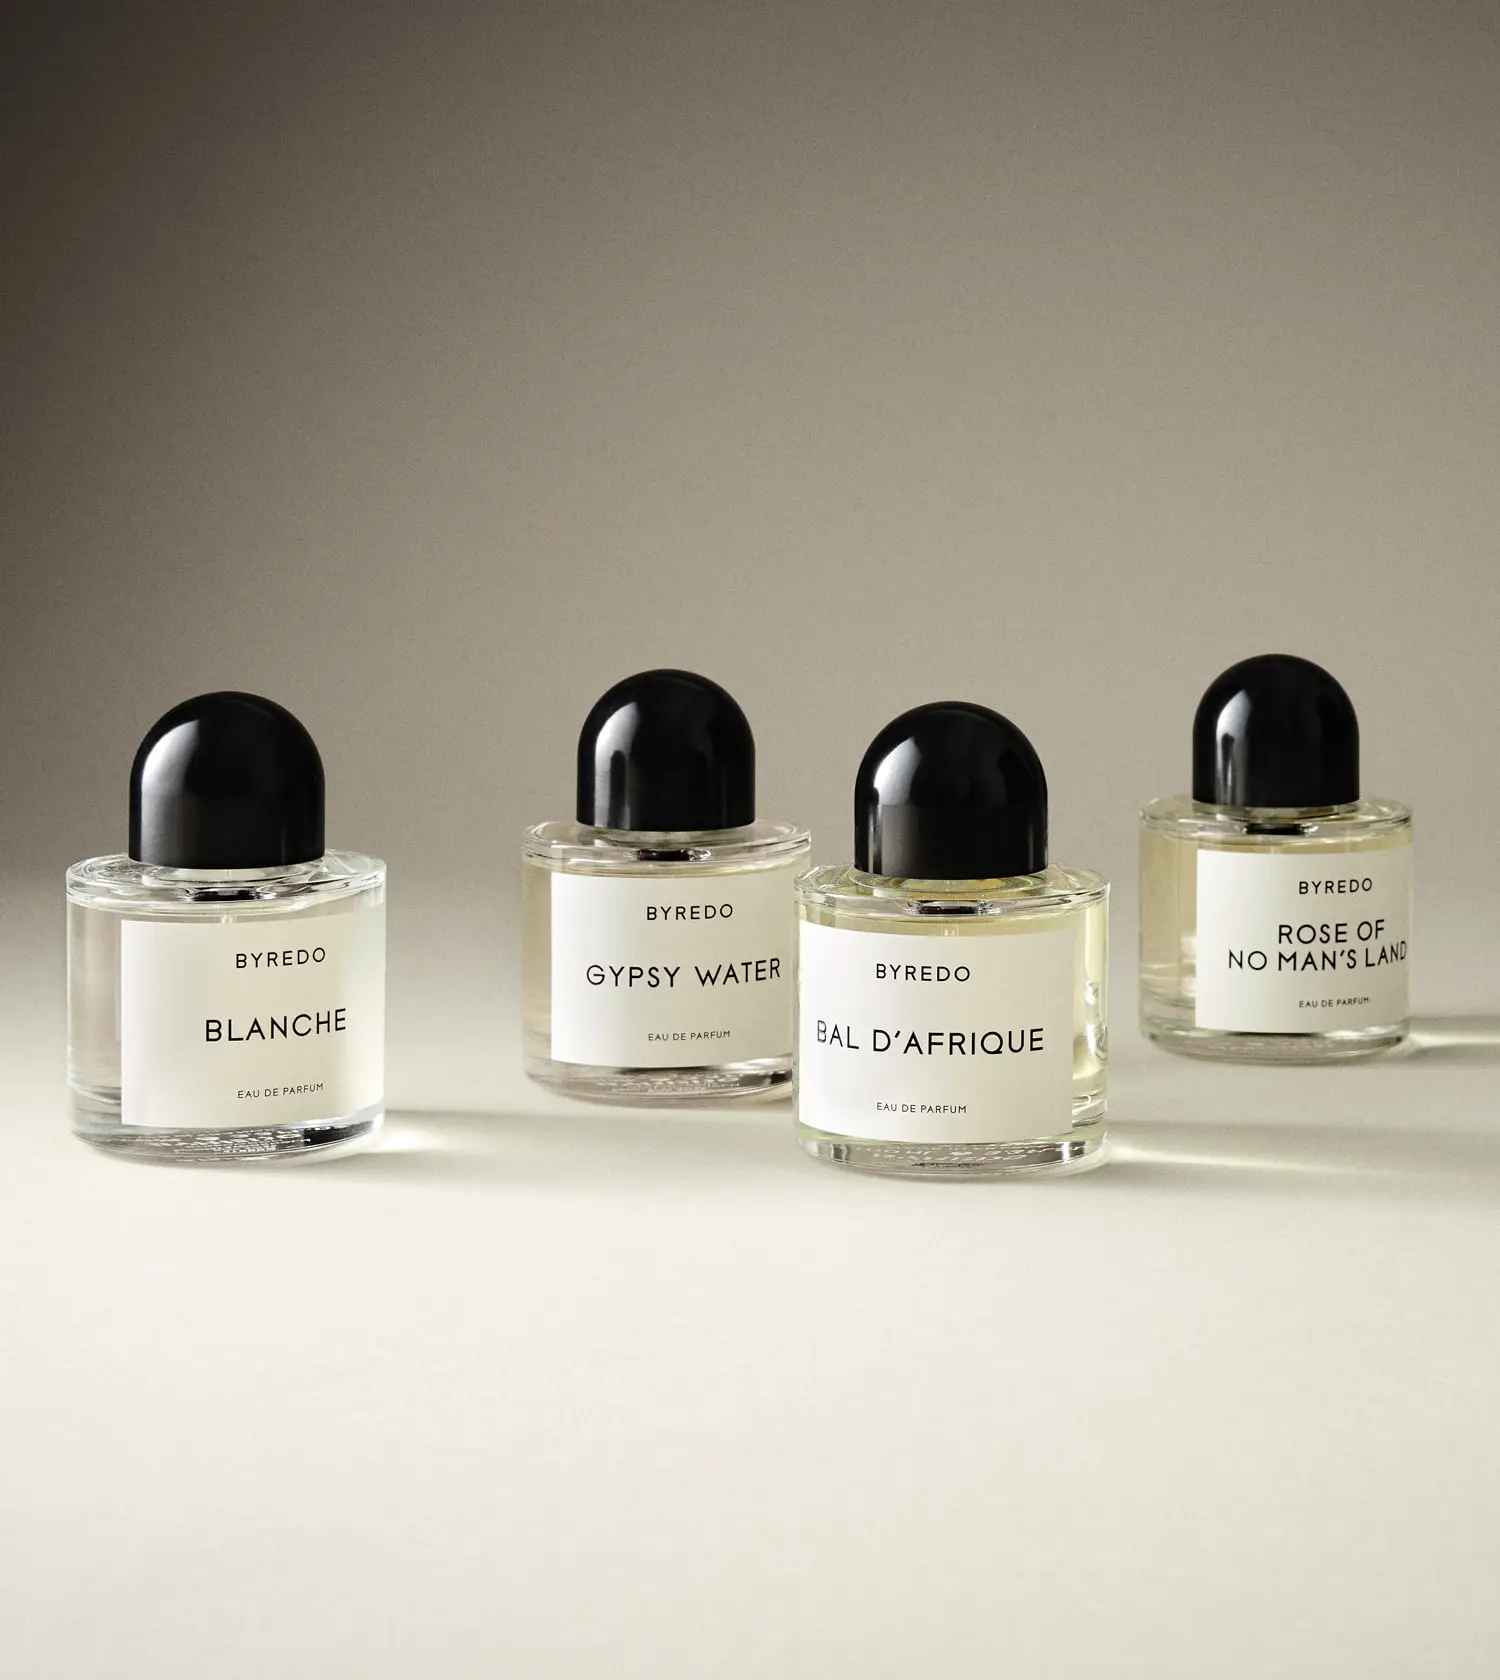 BYREDO
BLANCHE
EAU DE PARFUM
BYREDO
GYPSY WATER
EAU DE PARFUM
BYREDO
BAL D'AFRIQUE
EAU DE PARFUM
BYREDO
ROSE OF
NO MAN'S LAND
EAU DE PARFUM